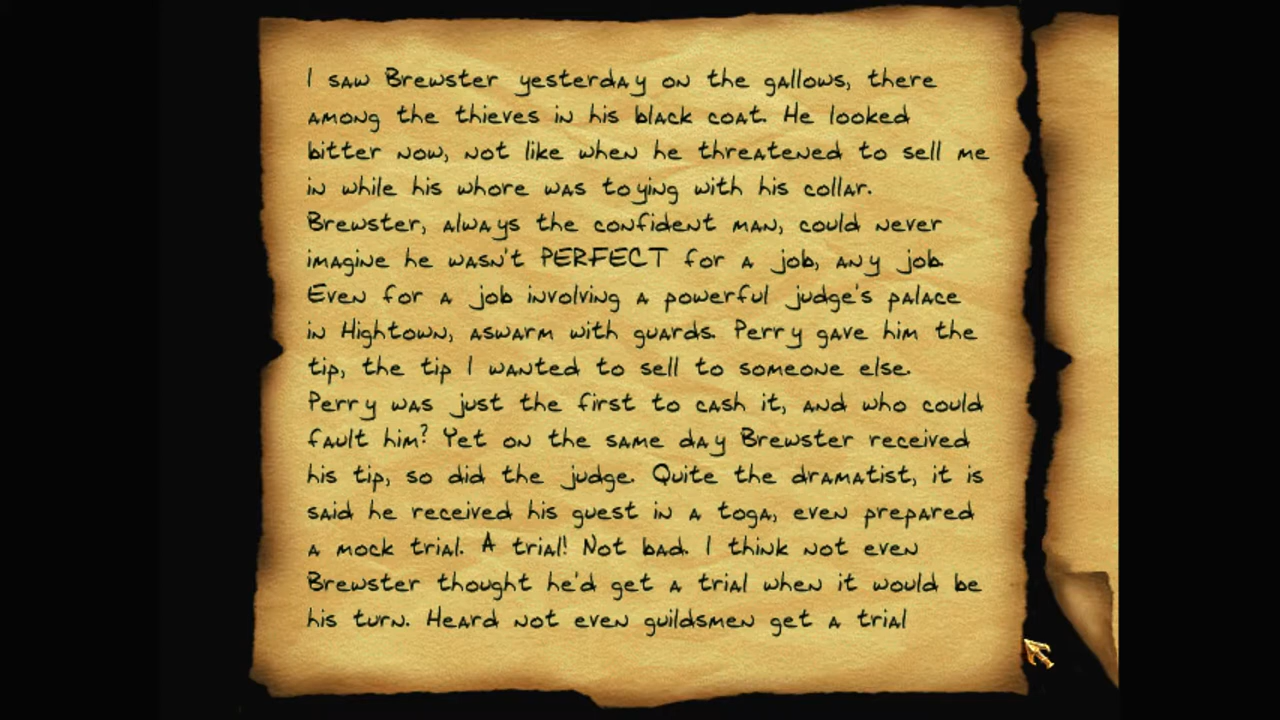 I saw Brewster yesterday on the gallows, there
among the thieves in his black coat. He looked
bitter now, not like when he threatened to sell me
in while his whore was toying with his collar.
Brewster, always the confident man, could never
imagine he wasn't PERFECT for a job, any job.
Even for a job involving a powerful judge's palace
in Hightown, aswarm with guards. Perry gave him the
tip, the tip I wanted to sell to someone else.
Perry was just the first to cash it, and who could
fault him? Yet on the same day Brewster received
his tip, so did the judge. Quite the dramatist, it is
said he received his guest in a toga, even prepared
a mock trial. A trial! Not bad. I think not even
Brewster thought he'd get a trial when it would be
his turn. Heard not even guildsmen get a trial